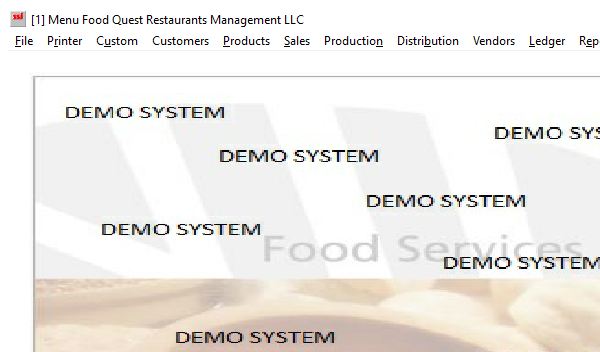 ssi [1] Menu Food Quest Restaurants Management LLC
File Printer Custom Customers Products Sales Production Distribution Vendors Ledger Rep
DEMO SYSTEM
DEMO SYS
DEMO SYSTEM
DEMO SYSTEM
DEMO SYSTEM
Food Services
DEMO SYSTEM
DEMO SYSTEM